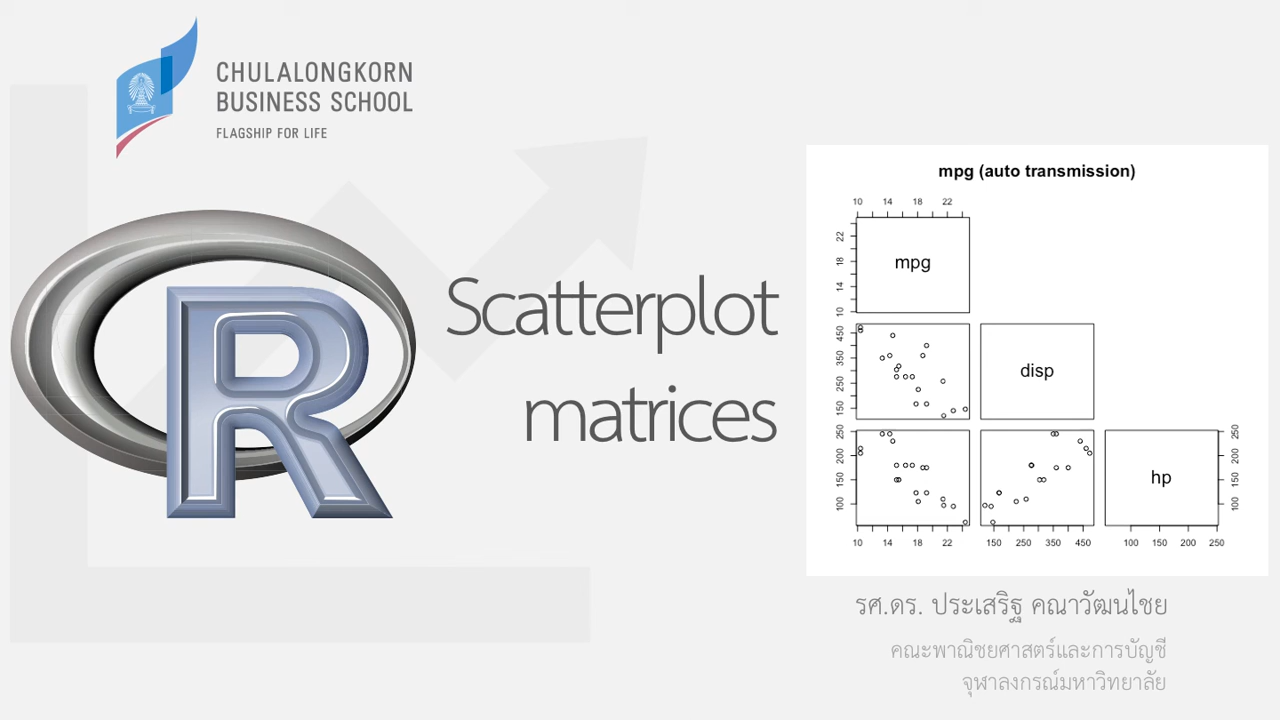 CHULALONGKORN
BUSINESS SCHOOL
FLAGSHIP FOR LIFE
R
Scatterplot
matrices
mpg (auto transmission)
10 14 18 22
10 14 18 22
mpg
150 250 350 450
disp
100 150 200 250
hp
100 150 200 250
10 14 18 22
150 250 350 450
100 150 200 250
รศ.ดร. ประเสริฐ คณาวัฒนไชย
คณะพาณิชยศาสตร์และการบัญชี
จุฬาลงกรณ์มหาวิทยาลัย